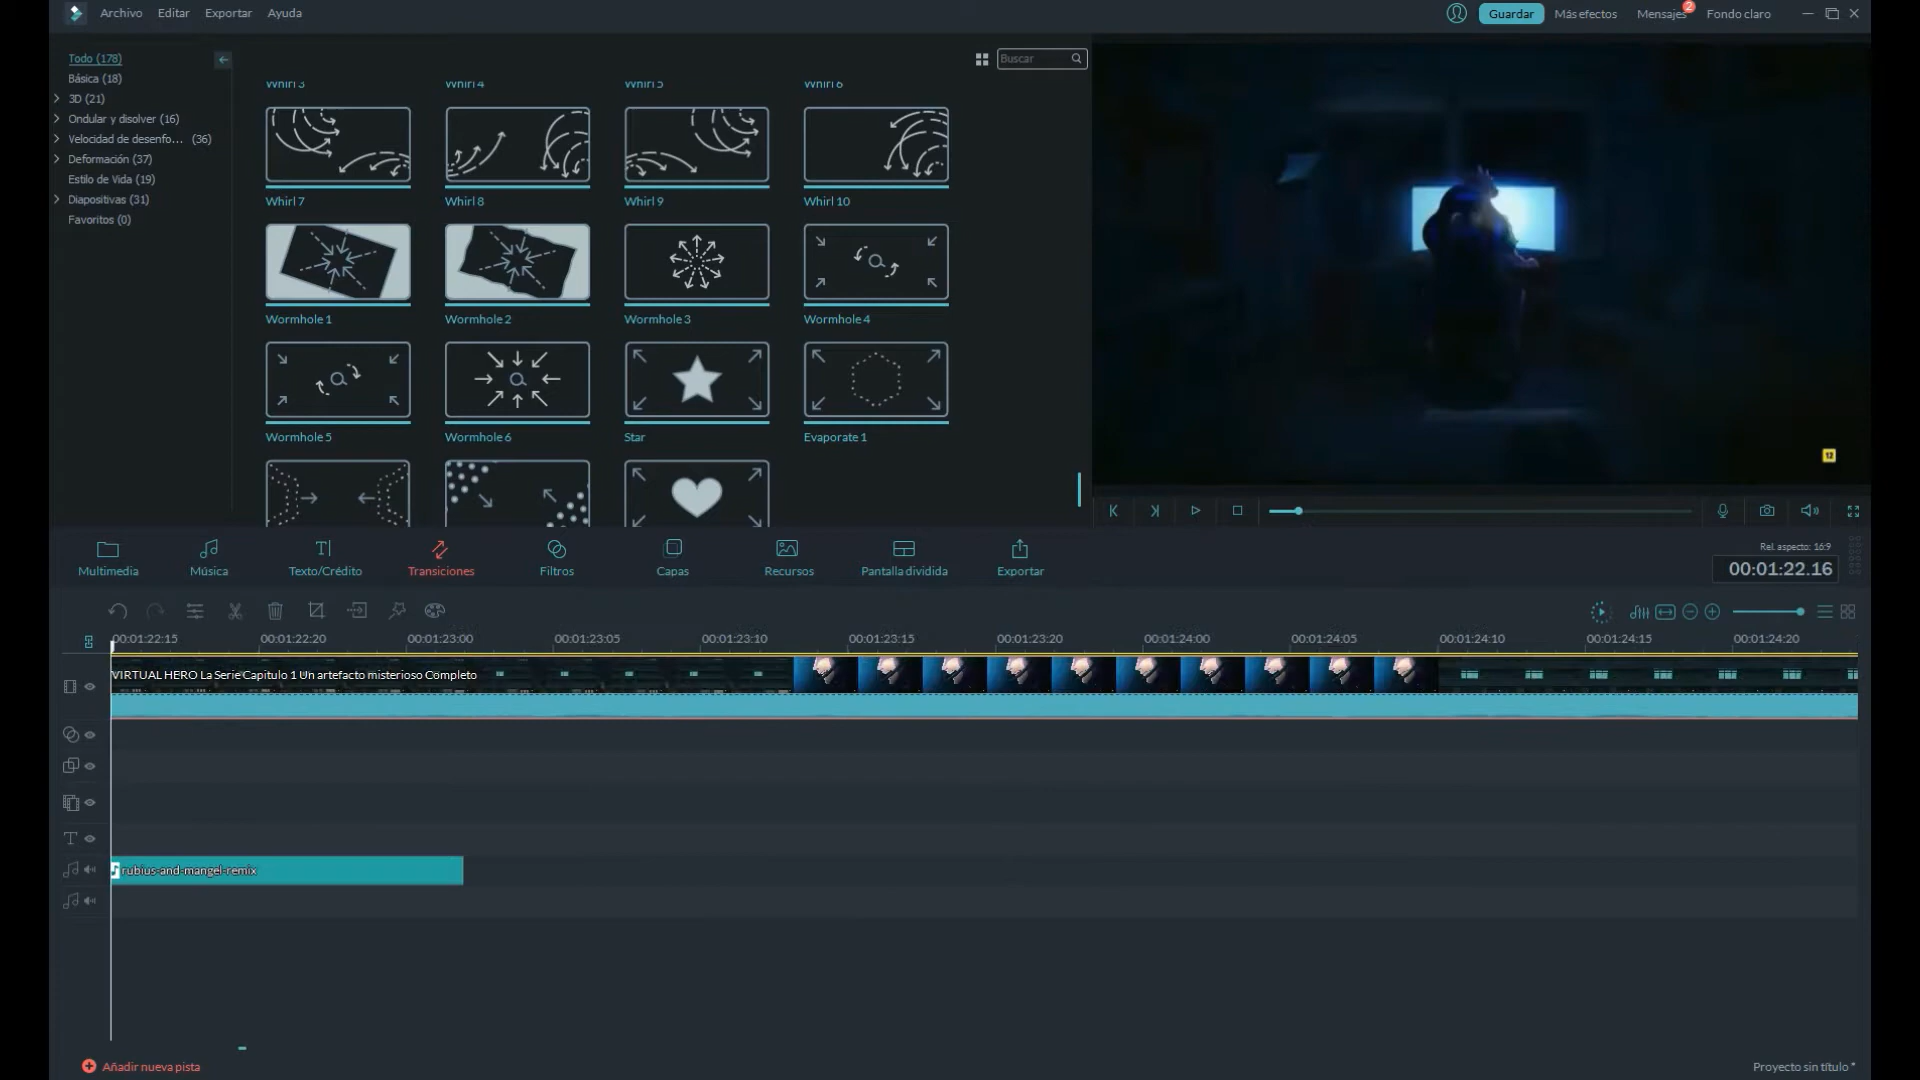 Archivo Editar Exportar Ayuda
Guardar Más efectos Mensajes 2 Fondo claro
Todo (178)
Básica (18)
3D (21)
Ondular y disolver (16)
Velocidad de desenfo... (36)
Deformación (37)
Estilo de Vida (19)
Diapositivas (31)
Favoritos (0)
Buscar
Whirl 3 Whirl 4 Whirl 5 Whirl 6
Whirl 7 Whirl 8 Whirl 9 Whirl 10
Wormhole 1 Wormhole 2 Wormhole 3 Wormhole 4
Wormhole 5 Wormhole 6 Star Evaporate 1
12
Multimedia Música Texto/Crédito Transiciones Filtros Capas Recursos Pantalla dividida Exportar
Rel. aspecto: 16:9
00:01:22.16
00:01:22:15 00:01:22:20 00:01:23:00 00:01:23:05 00:01:23:10 00:01:23:15 00:01:23:20 00:01:24:00 00:01:24:05 00:01:24:10 00:01:24:15 00:01:24:20
VIRTUAL HERO La Serie Capitulo 1 Un artefacto misterioso Completo
rubius-and-mangel-remix
Añadir nueva pista
Proyecto sin título *